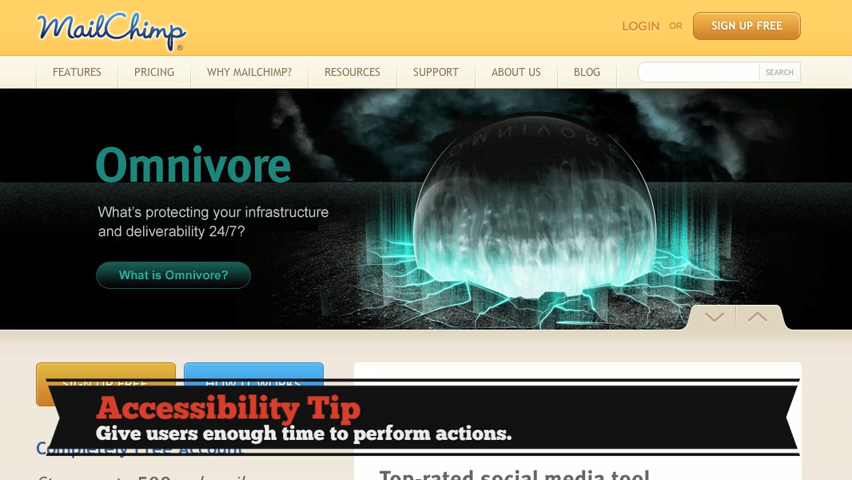 MailChimp
LOGIN OR SIGN UP FREE
FEATURES PRICING WHY MAILCHIMP? RESOURCES SUPPORT ABOUT US BLOG SEARCH
OMNIVORE
Omnivore
What's protecting your infrastructure
and deliverability 24/7?
What is Omnivore?
SIGN UP FREE HOW IT WORKS
Accessibility Tip
Give users enough time to perform actions.
Completely Free Account
Top-rated social media tool